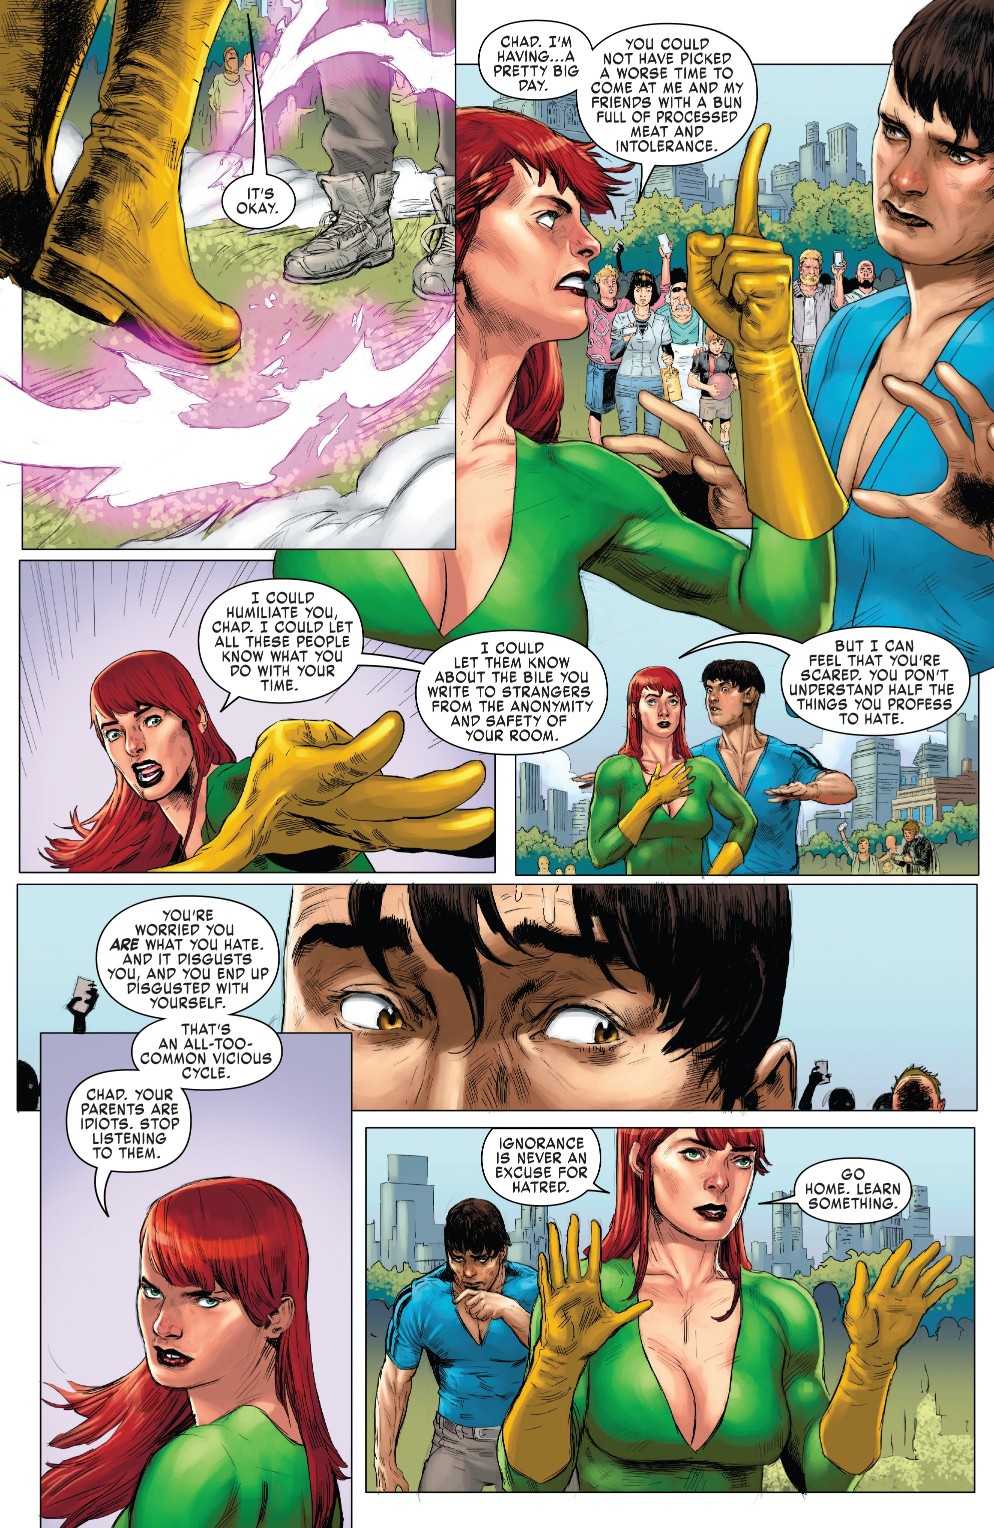 IT'S
OKAY.
CHAD. I'M
HAVING...A
PRETTY BIG
DAY.
YOU COULD
NOT HAVE PICKED
A WORSE TIME TO
COME AT ME AND MY
FRIENDS WITH A BUN
FULL OF PROCESSED
MEAT AND
INTOLERANCE.
I COULD
HUMILIATE YOU,
CHAD. I COULD LET
ALL THESE PEOPLE
KNOW WHAT YOU
DO WITH YOUR
TIME.
I COULD
LET THEM KNOW
ABOUT THE BILE YOU
WRITE TO STRANGERS
FROM THE ANONYMITY
AND SAFETY OF
YOUR ROOM.
BUT I CAN
FEEL THAT YOU'RE
SCARED. YOU DON'T
UNDERSTAND HALF THE
THINGS YOU PROFESS
TO HATE.
YOU'RE
WORRIED YOU
ARE WHAT YOU HATE.
AND IT DISGUSTS
YOU, AND YOU END UP
DISGUSTED WITH
YOURSELF.
THAT'S
AN ALL-TOO-
COMMON VICIOUS
CYCLE.
CHAD. YOUR
PARENTS ARE
IDIOTS. STOP
LISTENING
TO THEM.
IGNORANCE
IS NEVER AN
EXCUSE FOR
HATRED.
GO
HOME. LEARN
SOMETHING.